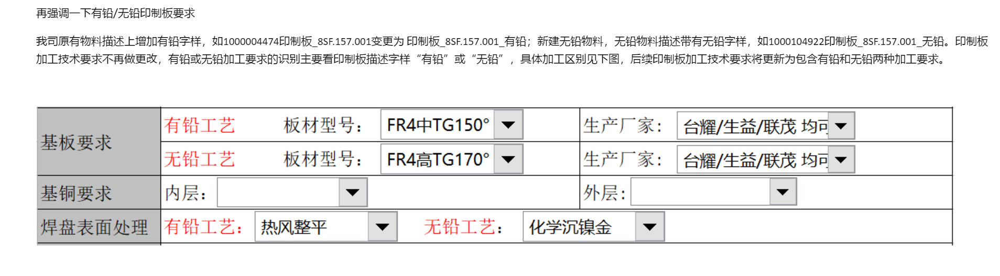 再强调一下有铅/无铅印制板要求
我司原有物料描述上增加有铅字样，如1000004474印制板_8SF.157.001变更为 印制板_8SF.157.001_有铅；新建无铅物料，无铅物料描述带有无铅字样，如1000104922印制板_8SF.157.001_无铅。印制板
加工技术要求不再做更改，有铅或无铅加工要求的识别主要看印制板描述字样“有铅”或“无铅”，具体加工区别见下图，后续印制板加工技术要求将更新为包含有铅和无铅两种加工要求。
基板要求
有铅工艺 板材型号： FR4中TG150° 生产厂家： 台耀/生益/联茂 均可
无铅工艺 板材型号： FR4高TG170° 生产厂家： 台耀/生益/联茂 均可
基铜要求 内层： 外层：
焊盘表面处理 有铅工艺： 热风整平 无铅工艺： 化学沉镍金